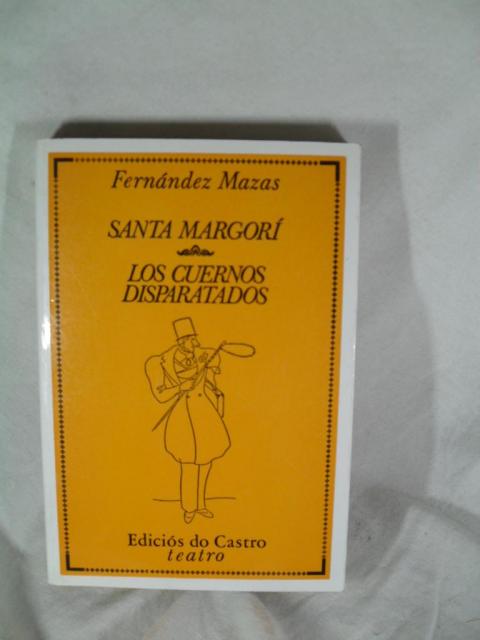 Fernández Mazas
SANTA MARGORÍ
LOS CUERNOS
DISPARATADOS
Ediciós do Castro
teatro